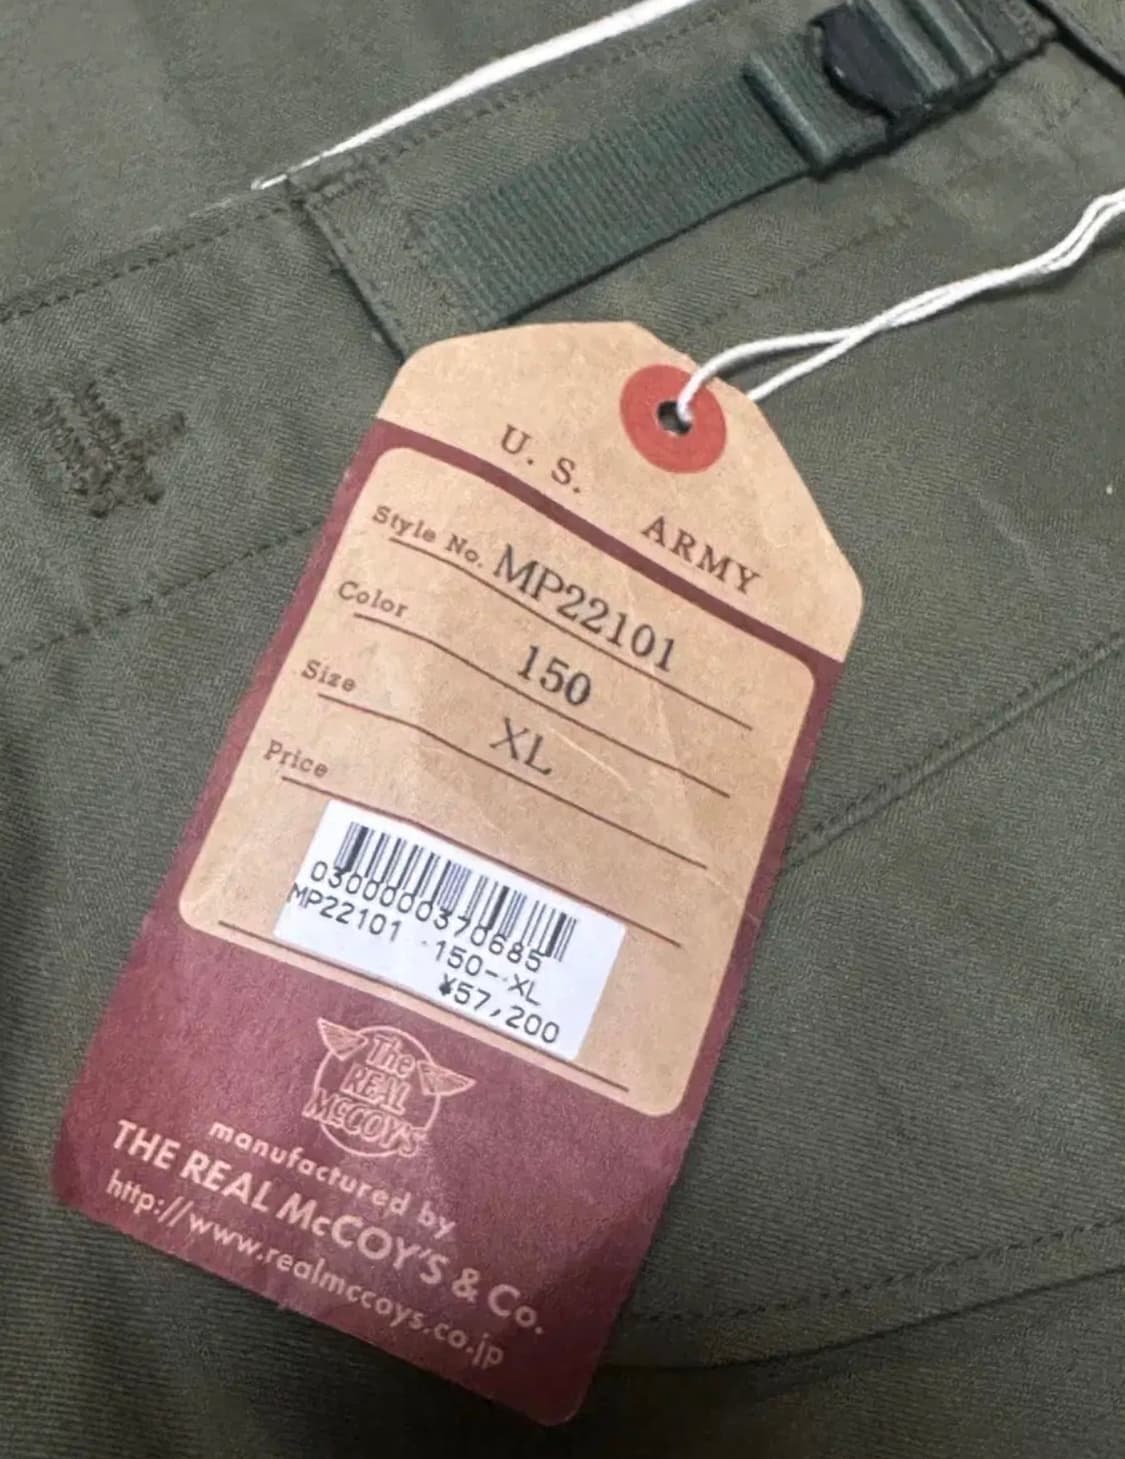 U. S. ARMY
Style No. MP22101
Color 150
Size XL
Price
0300000370685
MP22101 150- XL
¥57,200
The
REAL
McCOY'S
manufactured by
THE REAL McCOY'S & Co.
http://www.realmccoys.co.jp